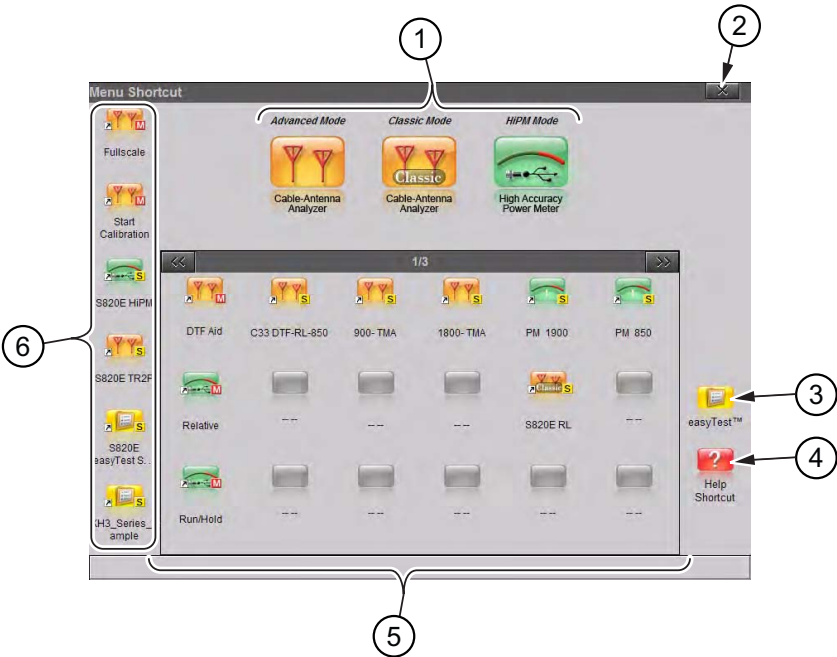 1
2
Menu Shortcut
Advanced Mode Classic Mode HiPM Mode
Classic
Cable-Antenna Analyzer
Cable-Antenna Analyzer
High Accuracy Power Meter
M
Fullscale
M
Start
Calibration
S
S820E HiPM
S
S820E TR2F
S
S820E
easyTest S...
S
KH3_Series_
ample
6
<< 1/3 >>
M S S S S S
DTF Aid C33 DTF-RL-850 900- TMA 1800- TMA PM 1900 PM 850
M Classic S
Relative -- -- -- -- -- -- S820E RL -- --
M
Run/Hold -- -- -- -- -- -- -- -- -- --
3
easyTest™
?
4
Help
Shortcut
5